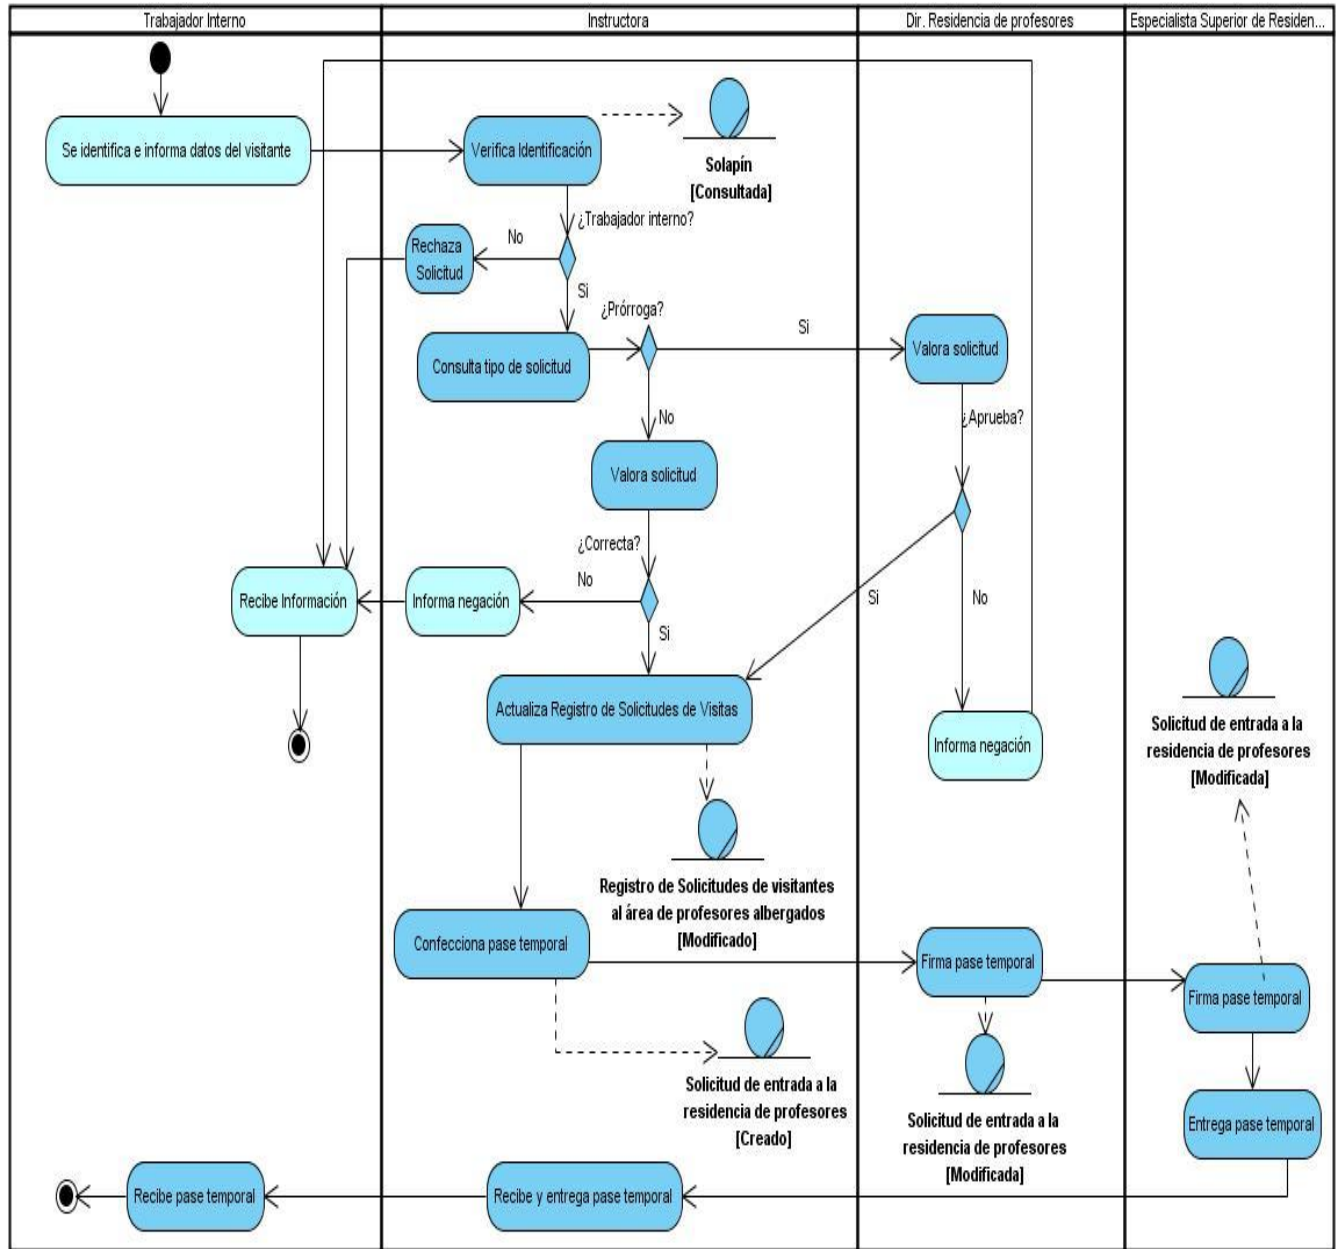 Trabajador Interno
Instructora
Dir. Residencia de profesores
Especialista Superior de Residen...
Se identifica e informa datos del visitante
Verifica Identificación
Solapín
[Consultada]
¿Trabajador interno?
No
Rechaza
Solicitud
Si
¿Prórroga?
Si
Consulta tipo de solicitud
Valora solicitud
No
¿Aprueba?
Valora solicitud
¿Correcta?
No
Recibe Información
Informa negación
Si
No
Si
Actualiza Registro de Solicitudes de Visitas
Informa negación
Solicitud de entrada a la
residencia de profesores
[Modificada]
Registro de Solicitudes de visitantes
al área de profesores albergados
[Modificado]
Confecciona pase temporal
Firma pase temporal
Firma pase temporal
Solicitud de entrada a la
residencia de profesores
[Creado]
Solicitud de entrada a la
residencia de profesores
[Modificada]
Entrega pase temporal
Recibe pase temporal
Recibe y entrega pase temporal